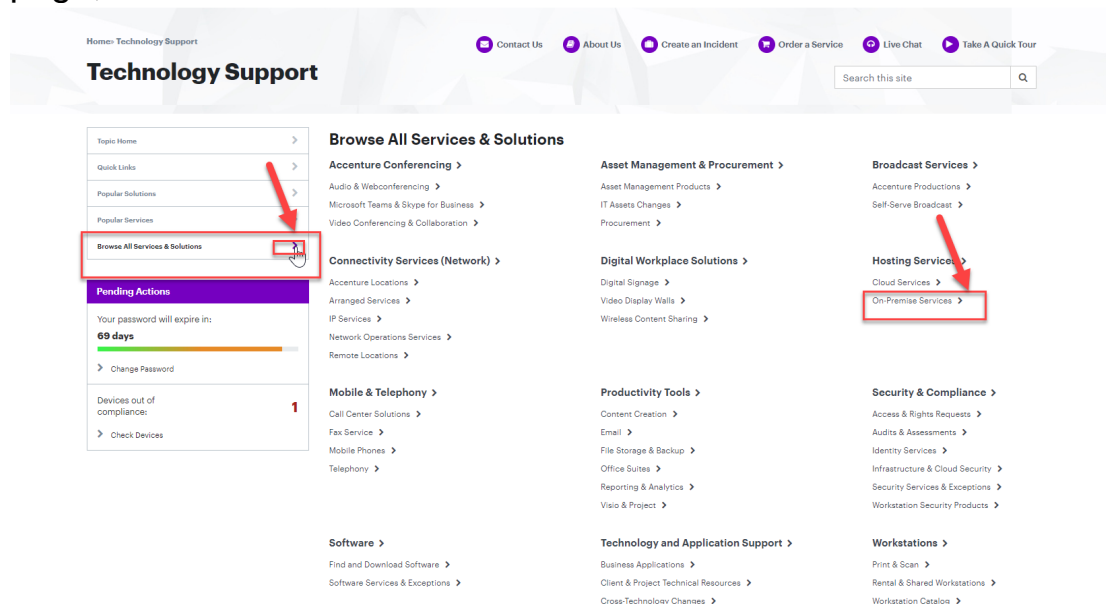 Home> Technology Support
Contact Us
About Us
Create an Incident
Order a Service
Live Chat
Take A Quick Tour
Technology Support
Search this site
Topic Home
Quick Links
Popular Solutions
Popular Services
Browse All Services & Solutions
Pending Actions
Your password will expire in:
69 days
Change Password
Devices out of
compliance:
1
Check Devices
Browse All Services & Solutions
Accenture Conferencing
Audio & Webconferencing
Microsoft Teams & Skype for Business
Video Conferencing & Collaboration
Asset Management & Procurement
Asset Management Products
IT Assets Changes
Procurement
Broadcast Services
Accenture Productions
Self-Serve Broadcast
Connectivity Services (Network)
Accenture Locations
Arranged Services
IP Services
Network Operations Services
Remote Locations
Digital Workplace Solutions
Digital Signage
Video Display Walls
Wireless Content Sharing
Hosting Services
Cloud Services
On-Premise Services
Mobile & Telephony
Call Center Solutions
Fax Service
Mobile Phones
Telephony
Productivity Tools
Content Creation
Email
File Storage & Backup
Office Suites
Reporting & Analytics
Visio & Project
Security & Compliance
Access & Rights Requests
Audits & Assessments
Identity Services
Infrastructure & Cloud Security
Security Services & Exceptions
Workstation Security Products
Software
Find and Download Software
Software Services & Exceptions
Technology and Application Support
Business Applications
Client & Project Technical Resources
Cross-Technology Changes
Workstations
Print & Scan
Rental & Shared Workstations
Workstation Catalog